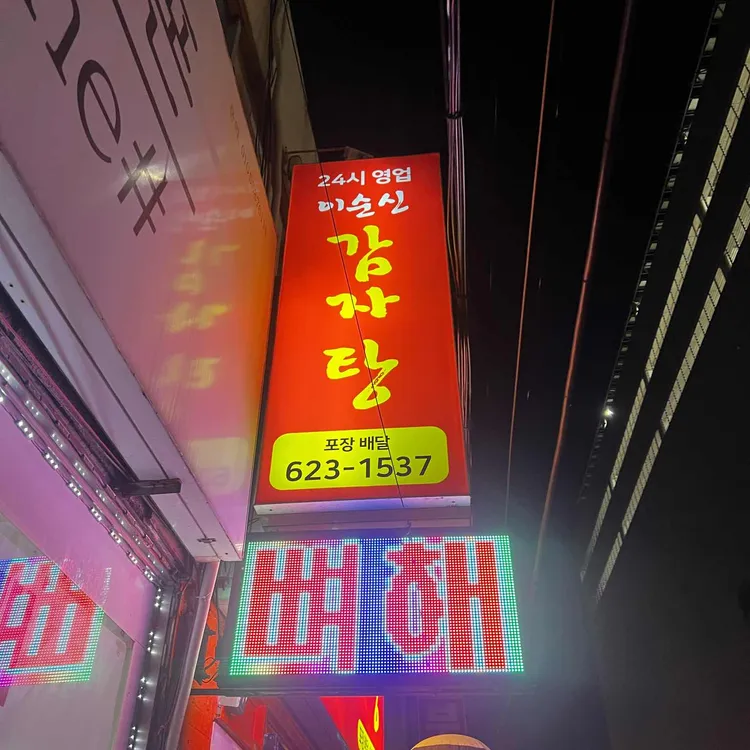 24시 영업
이순신
감자탕
포장 배달
623-1537
뼈해
he#